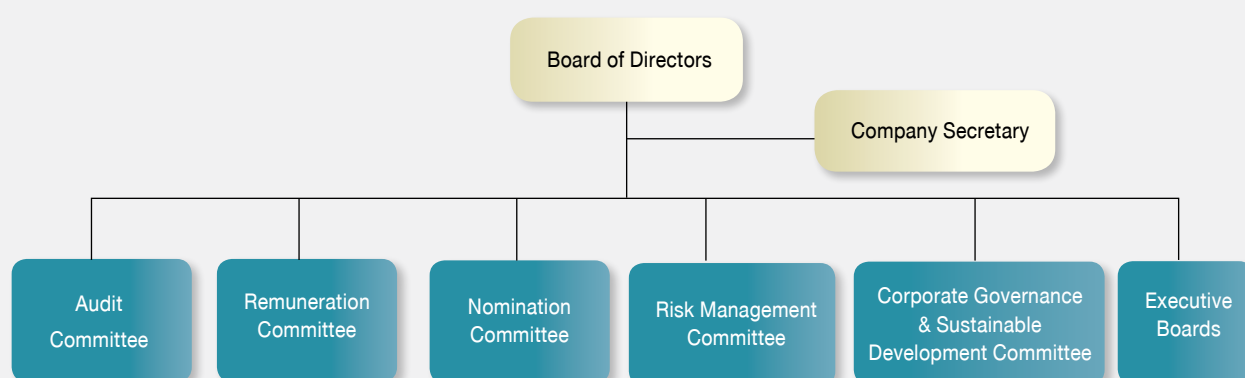 Board of Directors
Company Secretary
Audit
Committee
Remuneration
Committee
Nomination
Committee
Risk Management
Committee
Corporate Governance
& Sustainable
Development Committee
Executive
Boards